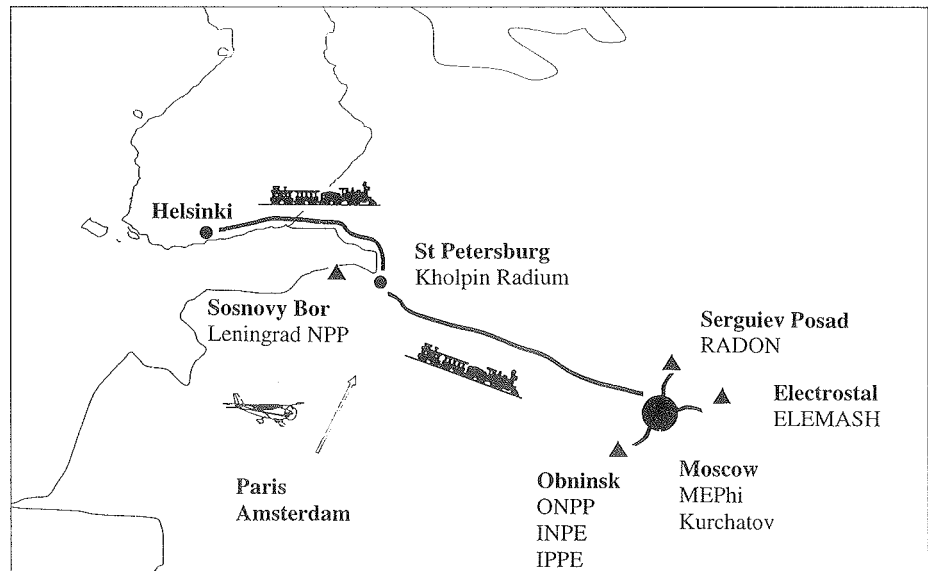 Helsinki
St Petersburg
Kholpin Radium
Sosnovy Bor
Leningrad NPP
Serguiev Posad
RADON
Electrostal
ELEMASH
Paris
Amsterdam
Obninsk
ONPP
INPE
IPPE
Moscow
MEPhi
Kurchatov